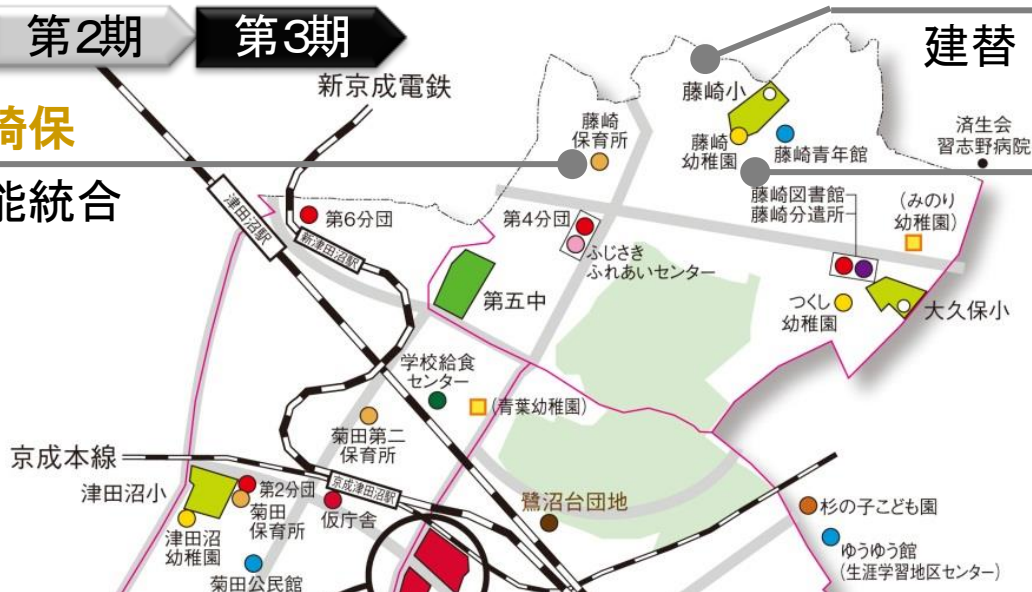 第2期
第3期
建替
新京成電鉄
崎保
能統合
藤崎小
藤崎
保育所
藤崎
幼稚園
藤崎青年館
済生会
習志野病院
藤崎図書館
藤崎分遣所
(みのり
幼稚園)
津田沼駅
第6分団
新津田沼駅
第4分団
ふじさき
ふれあいセンター
第五中
つくし
幼稚園
大久保小
学校給食
センター
(青葉幼稚園)
菊田第二
保育所
京成本線
津田沼小
第2分団
菊田
保育所
京成津田沼駅
仮庁舎
鷺沼台団地
杉の子こども園
津田沼
幼稚園
ゆうゆう館
(生涯学習地区センター)
菊田公民館